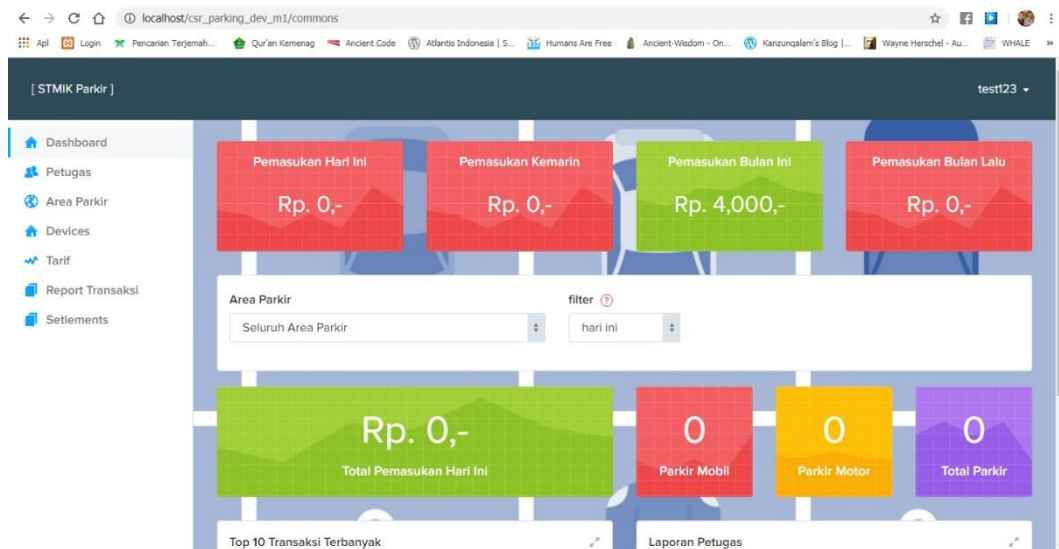 localhost/csr_parking_dev_m1/commons
Apl Login Pencarian Terjemah... Qur'an Kemenag Ancient Code Atlantis Indonesia | S... Humans Are Free Ancient-Wisdom - On... Kanzunqalam's Blog |... Wayne Herschel - Au... WHALE »
[ STMIK Parkir ] test123
Dashboard
Petugas
Area Parkir
Devices
Tarif
Report Transaksi
Setlements
Pemasukan Hari Ini
Rp. 0,-
Pemasukan Kemarin
Rp. 0,-
Pemasukan Bulan Ini
Rp. 4,000,-
Pemasukan Bulan Lalu
Rp. 0,-
Area Parkir
Seluruh Area Parkir
filter ?
hari ini
Rp. 0,-
Total Pemasukan Hari Ini
0
Parkir Mobil
0
Parkir Motor
0
Total Parkir
Top 10 Transaksi Terbanyak
Laporan Petugas